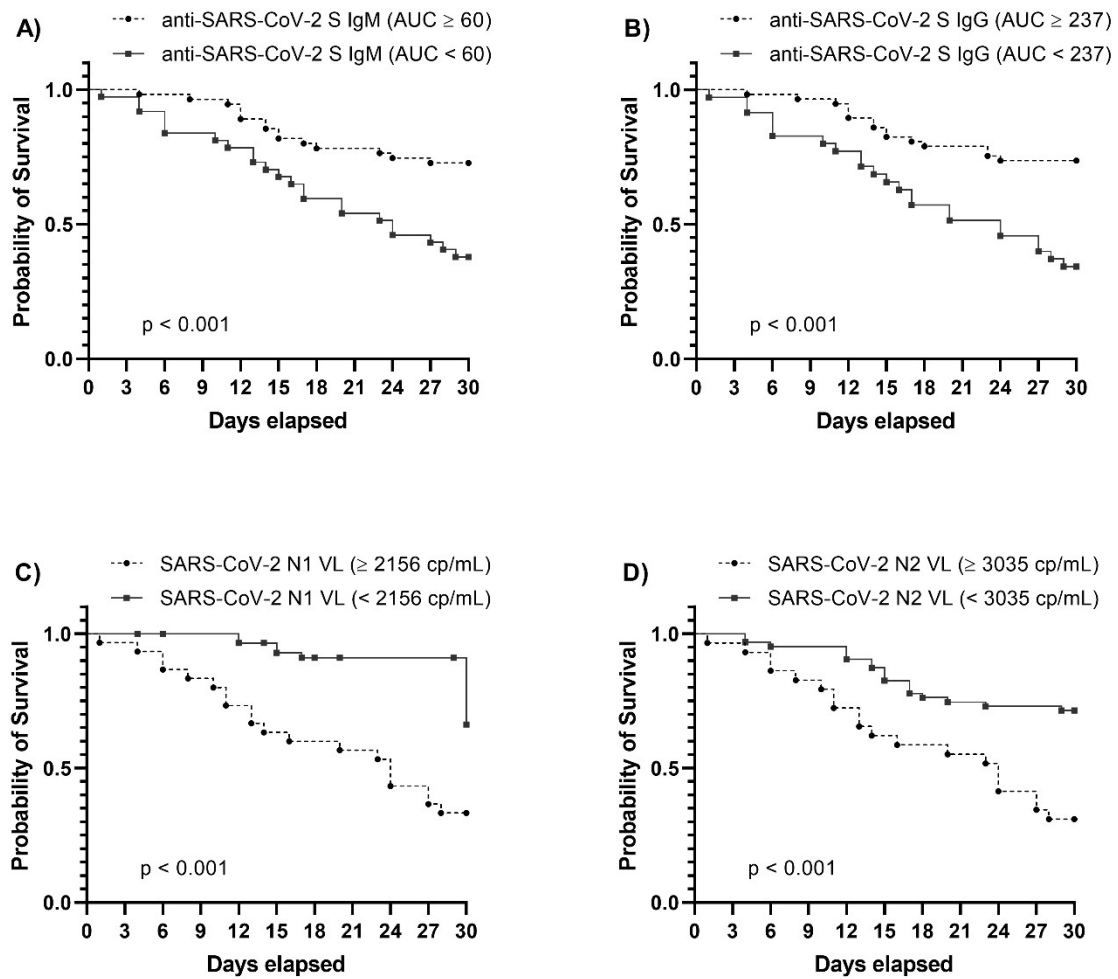 A)
anti-SARS-CoV-2 S IgM (AUC ≥ 60)
anti-SARS-CoV-2 S IgM (AUC < 60)
Probability of Survival
1.0
0.5
0.0
p < 0.001
0 3 6 9 12 15 18 21 24 27 30
Days elapsed
B)
anti-SARS-CoV-2 S IgG (AUC ≥ 237)
anti-SARS-CoV-2 S IgG (AUC < 237)
Probability of Survival
1.0
0.5
0.0
p < 0.001
0 3 6 9 12 15 18 21 24 27 30
Days elapsed
C)
SARS-CoV-2 N1 VL (≥ 2156 cp/mL)
SARS-CoV-2 N1 VL (< 2156 cp/mL)
Probability of Survival
1.0
0.5
0.0
p < 0.001
0 3 6 9 12 15 18 21 24 27 30
Days elapsed
D)
SARS-CoV-2 N2 VL (≥ 3035 cp/mL)
SARS-CoV-2 N2 VL (< 3035 cp/mL)
Probability of Survival
1.0
0.5
0.0
p < 0.001
0 3 6 9 12 15 18 21 24 27 30
Days elapsed